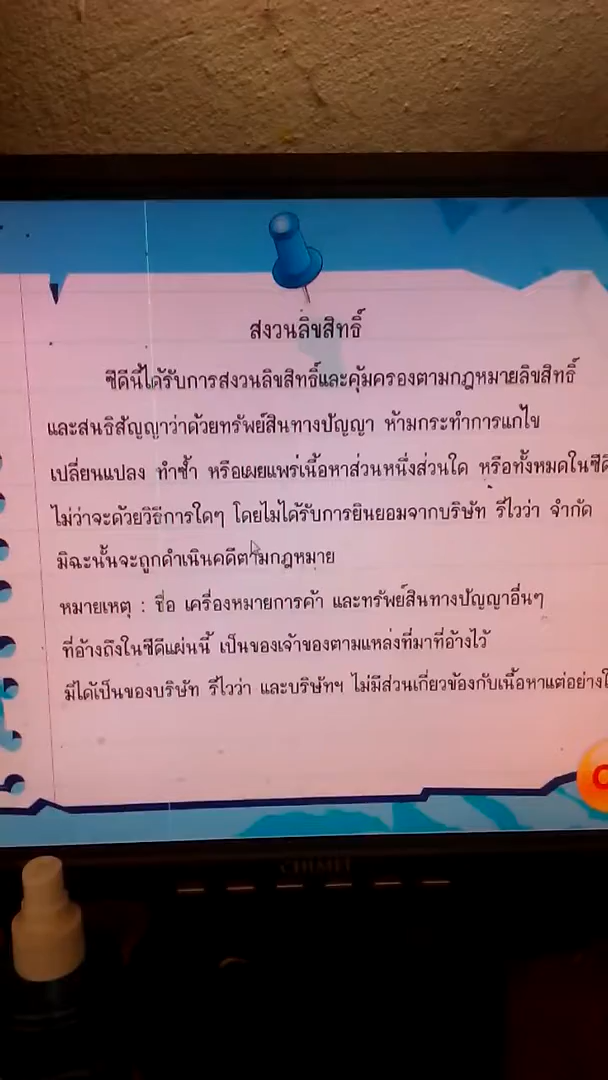 สงวนลิขสิทธิ์
ซีดีนี้ได้รับการสงวนลิขสิทธิ์และคุ้มครองตามกฎหมายลิขสิทธิ์
และสนธิสัญญาว่าด้วยทรัพย์สินทางปัญญา ห้ามกระทำการแก้ไข
เปลี่ยนแปลง ทำซ้ำ หรือเผยแพร่เนื้อหาส่วนหนึ่งส่วนใด หรือทั้งหมดในซีดี
ไม่ว่าจะด้วยวิธีการใดๆ โดยไม่ได้รับการยินยอมจากบริษัท รีไวว่า จำกัด
มิฉะนั้นจะถูกดำเนินคดีตามกฎหมาย
หมายเหตุ : ชื่อ เครื่องหมายการค้า และทรัพย์สินทางปัญญาอื่นๆ
ที่อ้างถึงในซีดีแผ่นนี้ เป็นของเจ้าของตามแหล่งที่มาที่อ้างไว้
มิได้เป็นของบริษัท รีไวว่า และบริษัทฯ ไม่มีส่วนเกี่ยวข้องกับเนื้อหาแต่อย่างใ
CHIMEI